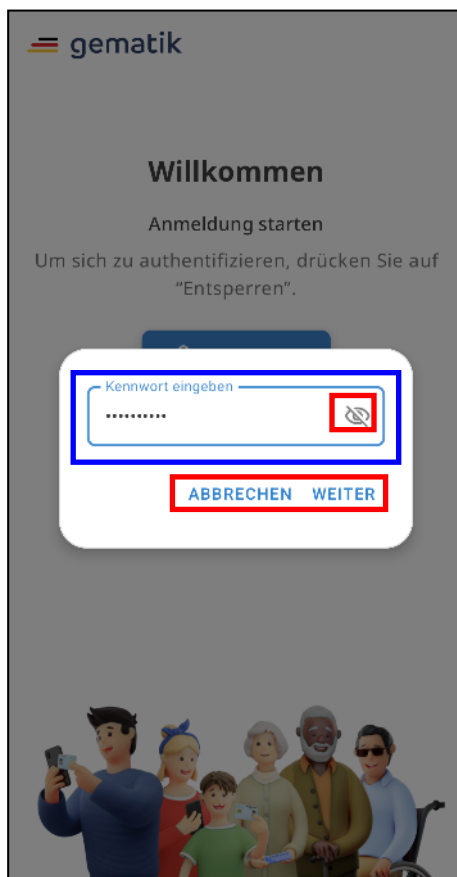 gematik
Willkommen
Anmeldung starten
Um sich zu authentifizieren, drücken Sie auf
“Entsperren”.
Kennwort eingeben
••••••••••
ABBRECHEN WEITER